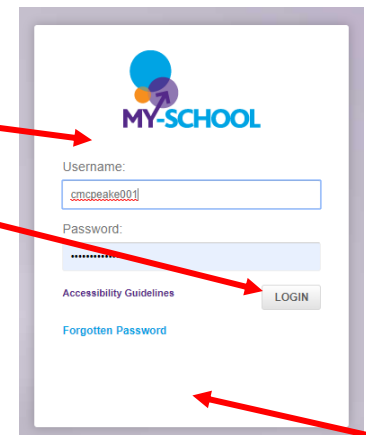 MY-SCHOOL
Username:
cmcpeake001
Password:
Accessibility Guidelines
LOGIN
Forgotten Password